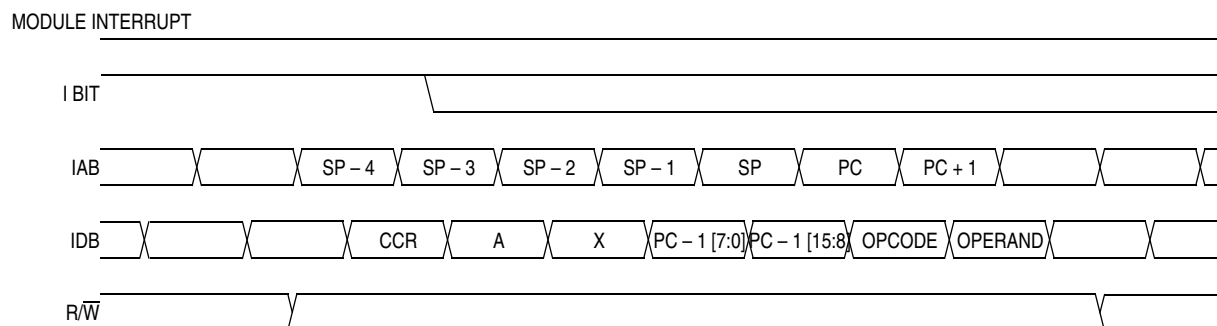 MODULE INTERRUPT
I BIT
IAB SP – 4 SP – 3 SP – 2 SP – 1 SP PC PC + 1
IDB CCR A X PC – 1 [7:0] PC – 1 [15:8] OPCODE OPERAND
R/W̅